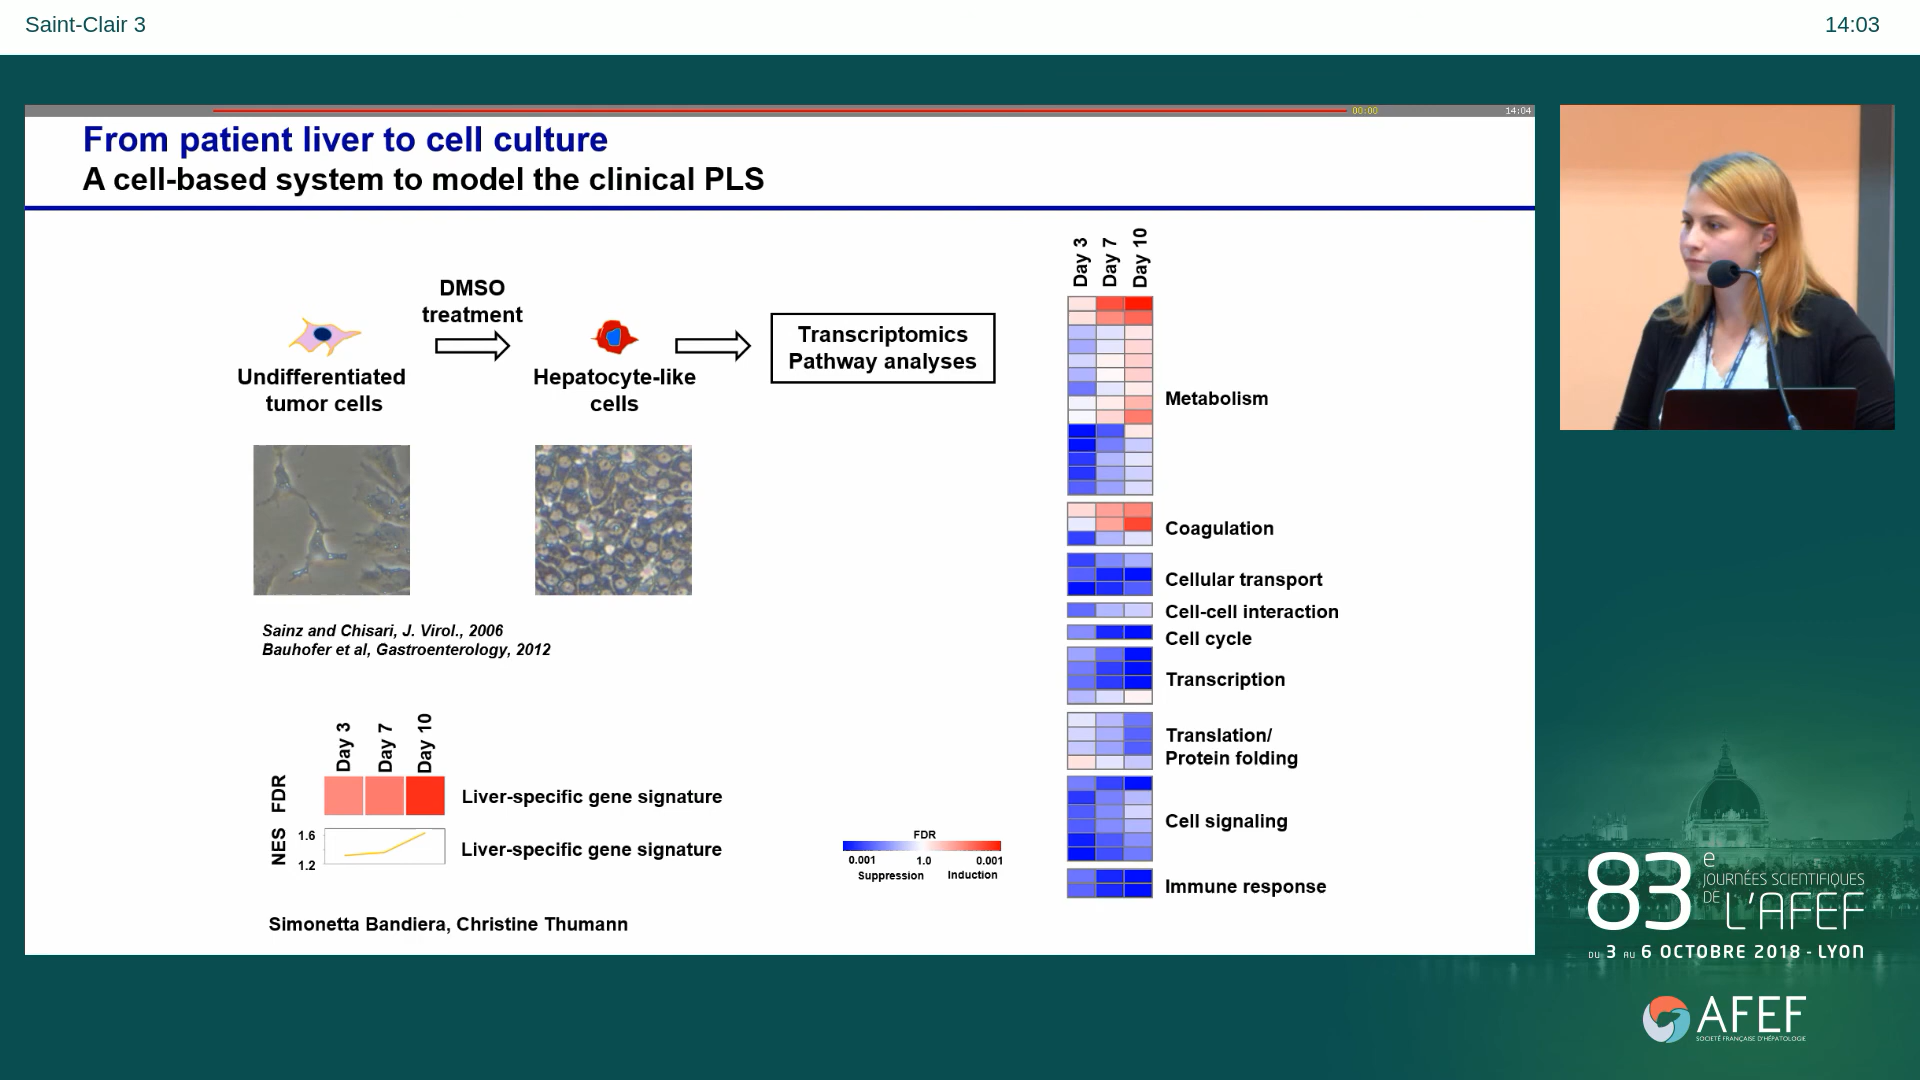 Saint-Clair 3
14:03
00:00
14:04
From patient liver to cell culture
A cell-based system to model the clinical PLS
DMSO
treatment
Undifferentiated
tumor cells
Hepatocyte-like
cells
Transcriptomics
Pathway analyses
Sainz and Chisari, J. Virol., 2006
Bauhofer et al, Gastroenterology, 2012
Day 3
Day 7
Day 10
FDR
Liver-specific gene signature
NES
1.6
1.2
Liver-specific gene signature
FDR
0.001
1.0
0.001
Suppression
Induction
Simonetta Bandiera, Christine Thumann
Day 3
Day 7
Day 10
Metabolism
Coagulation
Cellular transport
Cell-cell interaction
Cell cycle
Transcription
Translation/
Protein folding
Cell signaling
Immune response
83e
JOURNÉES SCIENTIFIQUES
DE L'AFEF
DU 3 AU 6 OCTOBRE 2018 - LYON
AFEF
SOCIÉTÉ FRANÇAISE D'HÉPATOLOGIE